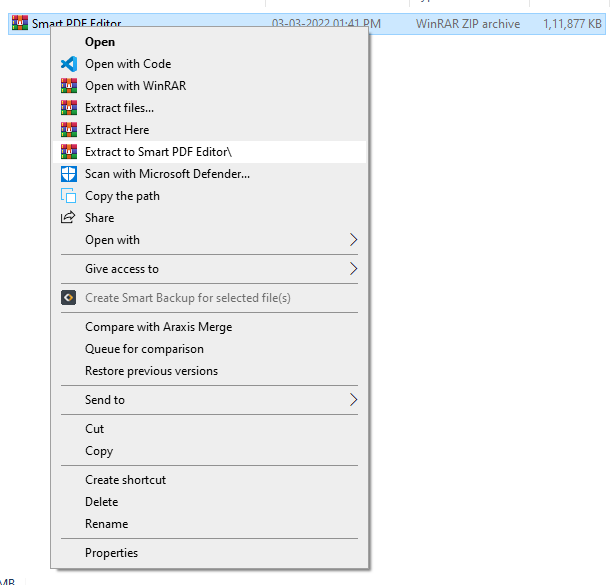 Smart PDF Editor 03-03-2022 01:41 PM WinRAR ZIP archive 1,11,877 KB
Open
Open with Code
Open with WinRAR
Extract files...
Extract Here
Extract to Smart PDF Editor\
Scan with Microsoft Defender...
Copy the path
Share
Open with
Give access to
Create Smart Backup for selected file(s)
Compare with Araxis Merge
Queue for comparison
Restore previous versions
Send to
Cut
Copy
Create shortcut
Delete
Rename
Properties
MB